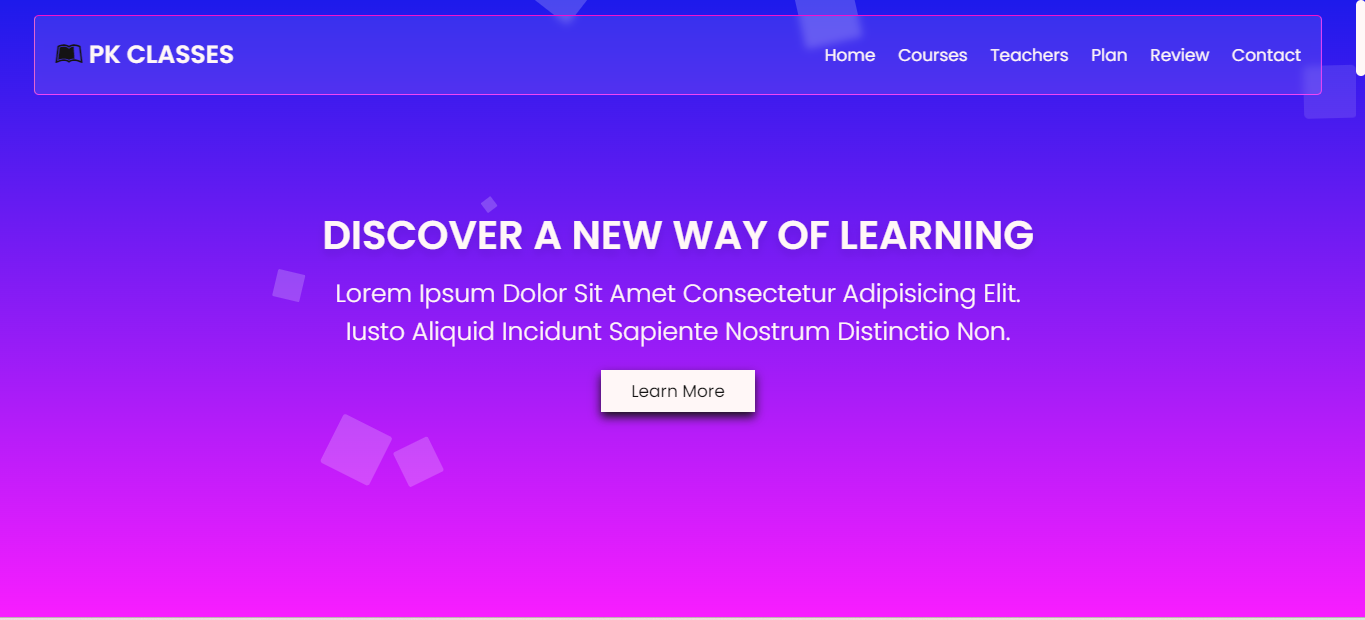 PK CLASSES
Home Courses Teachers Plan Review Contact
DISCOVER A NEW WAY OF LEARNING
Lorem Ipsum Dolor Sit Amet Consectetur Adipisicing Elit.
Iusto Aliquid Incidunt Sapiente Nostrum Distinctio Non.
Learn More